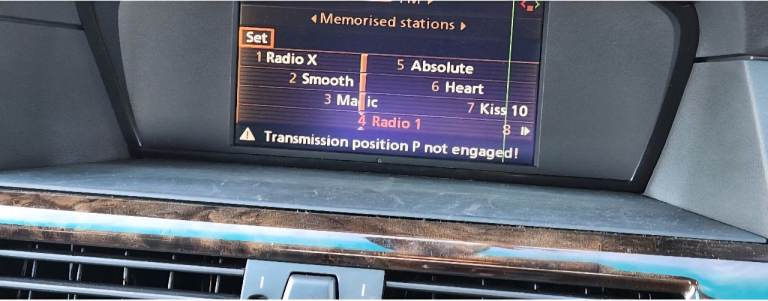 FM ▸
◂ Memorised stations ▸
Set
1 Radio X
5 Absolute
2 Smooth
6 Heart
3 Magic
7 Kiss 10
4 Radio 1
8
Transmission position P not engaged!